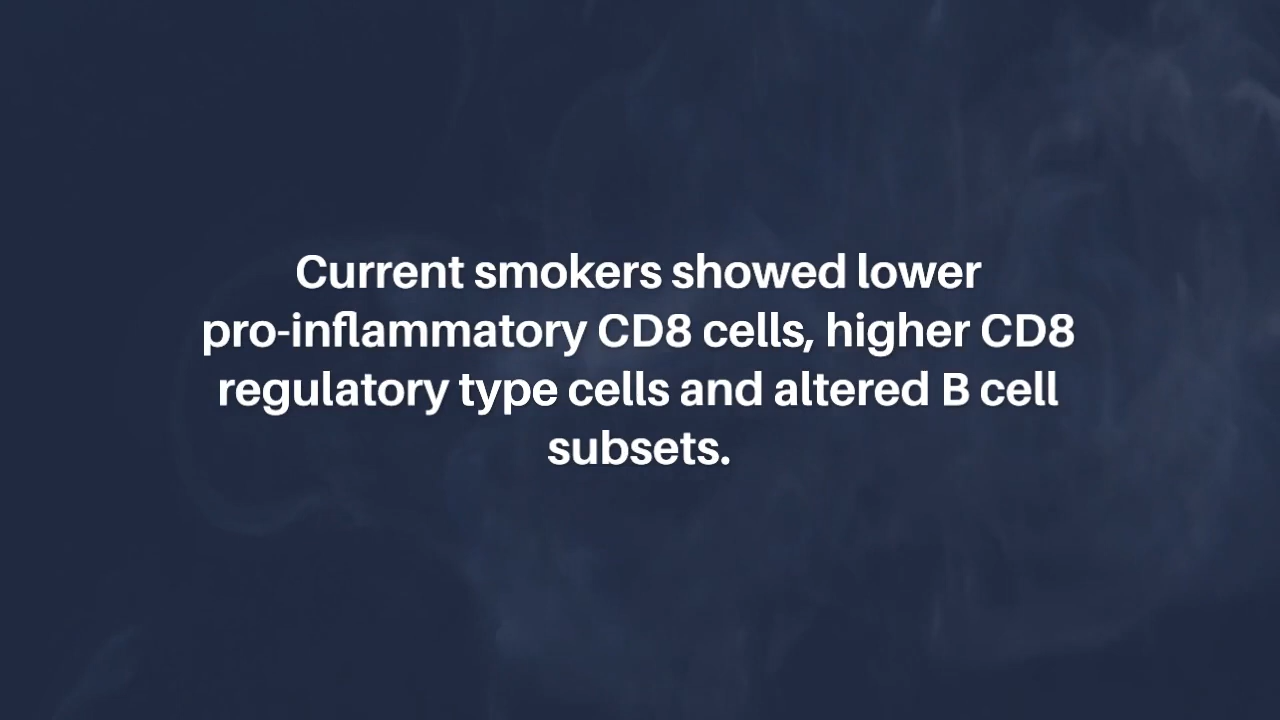 Current smokers showed lower
pro-inflammatory CD8 cells, higher CD8
regulatory type cells and altered B cell
subsets.